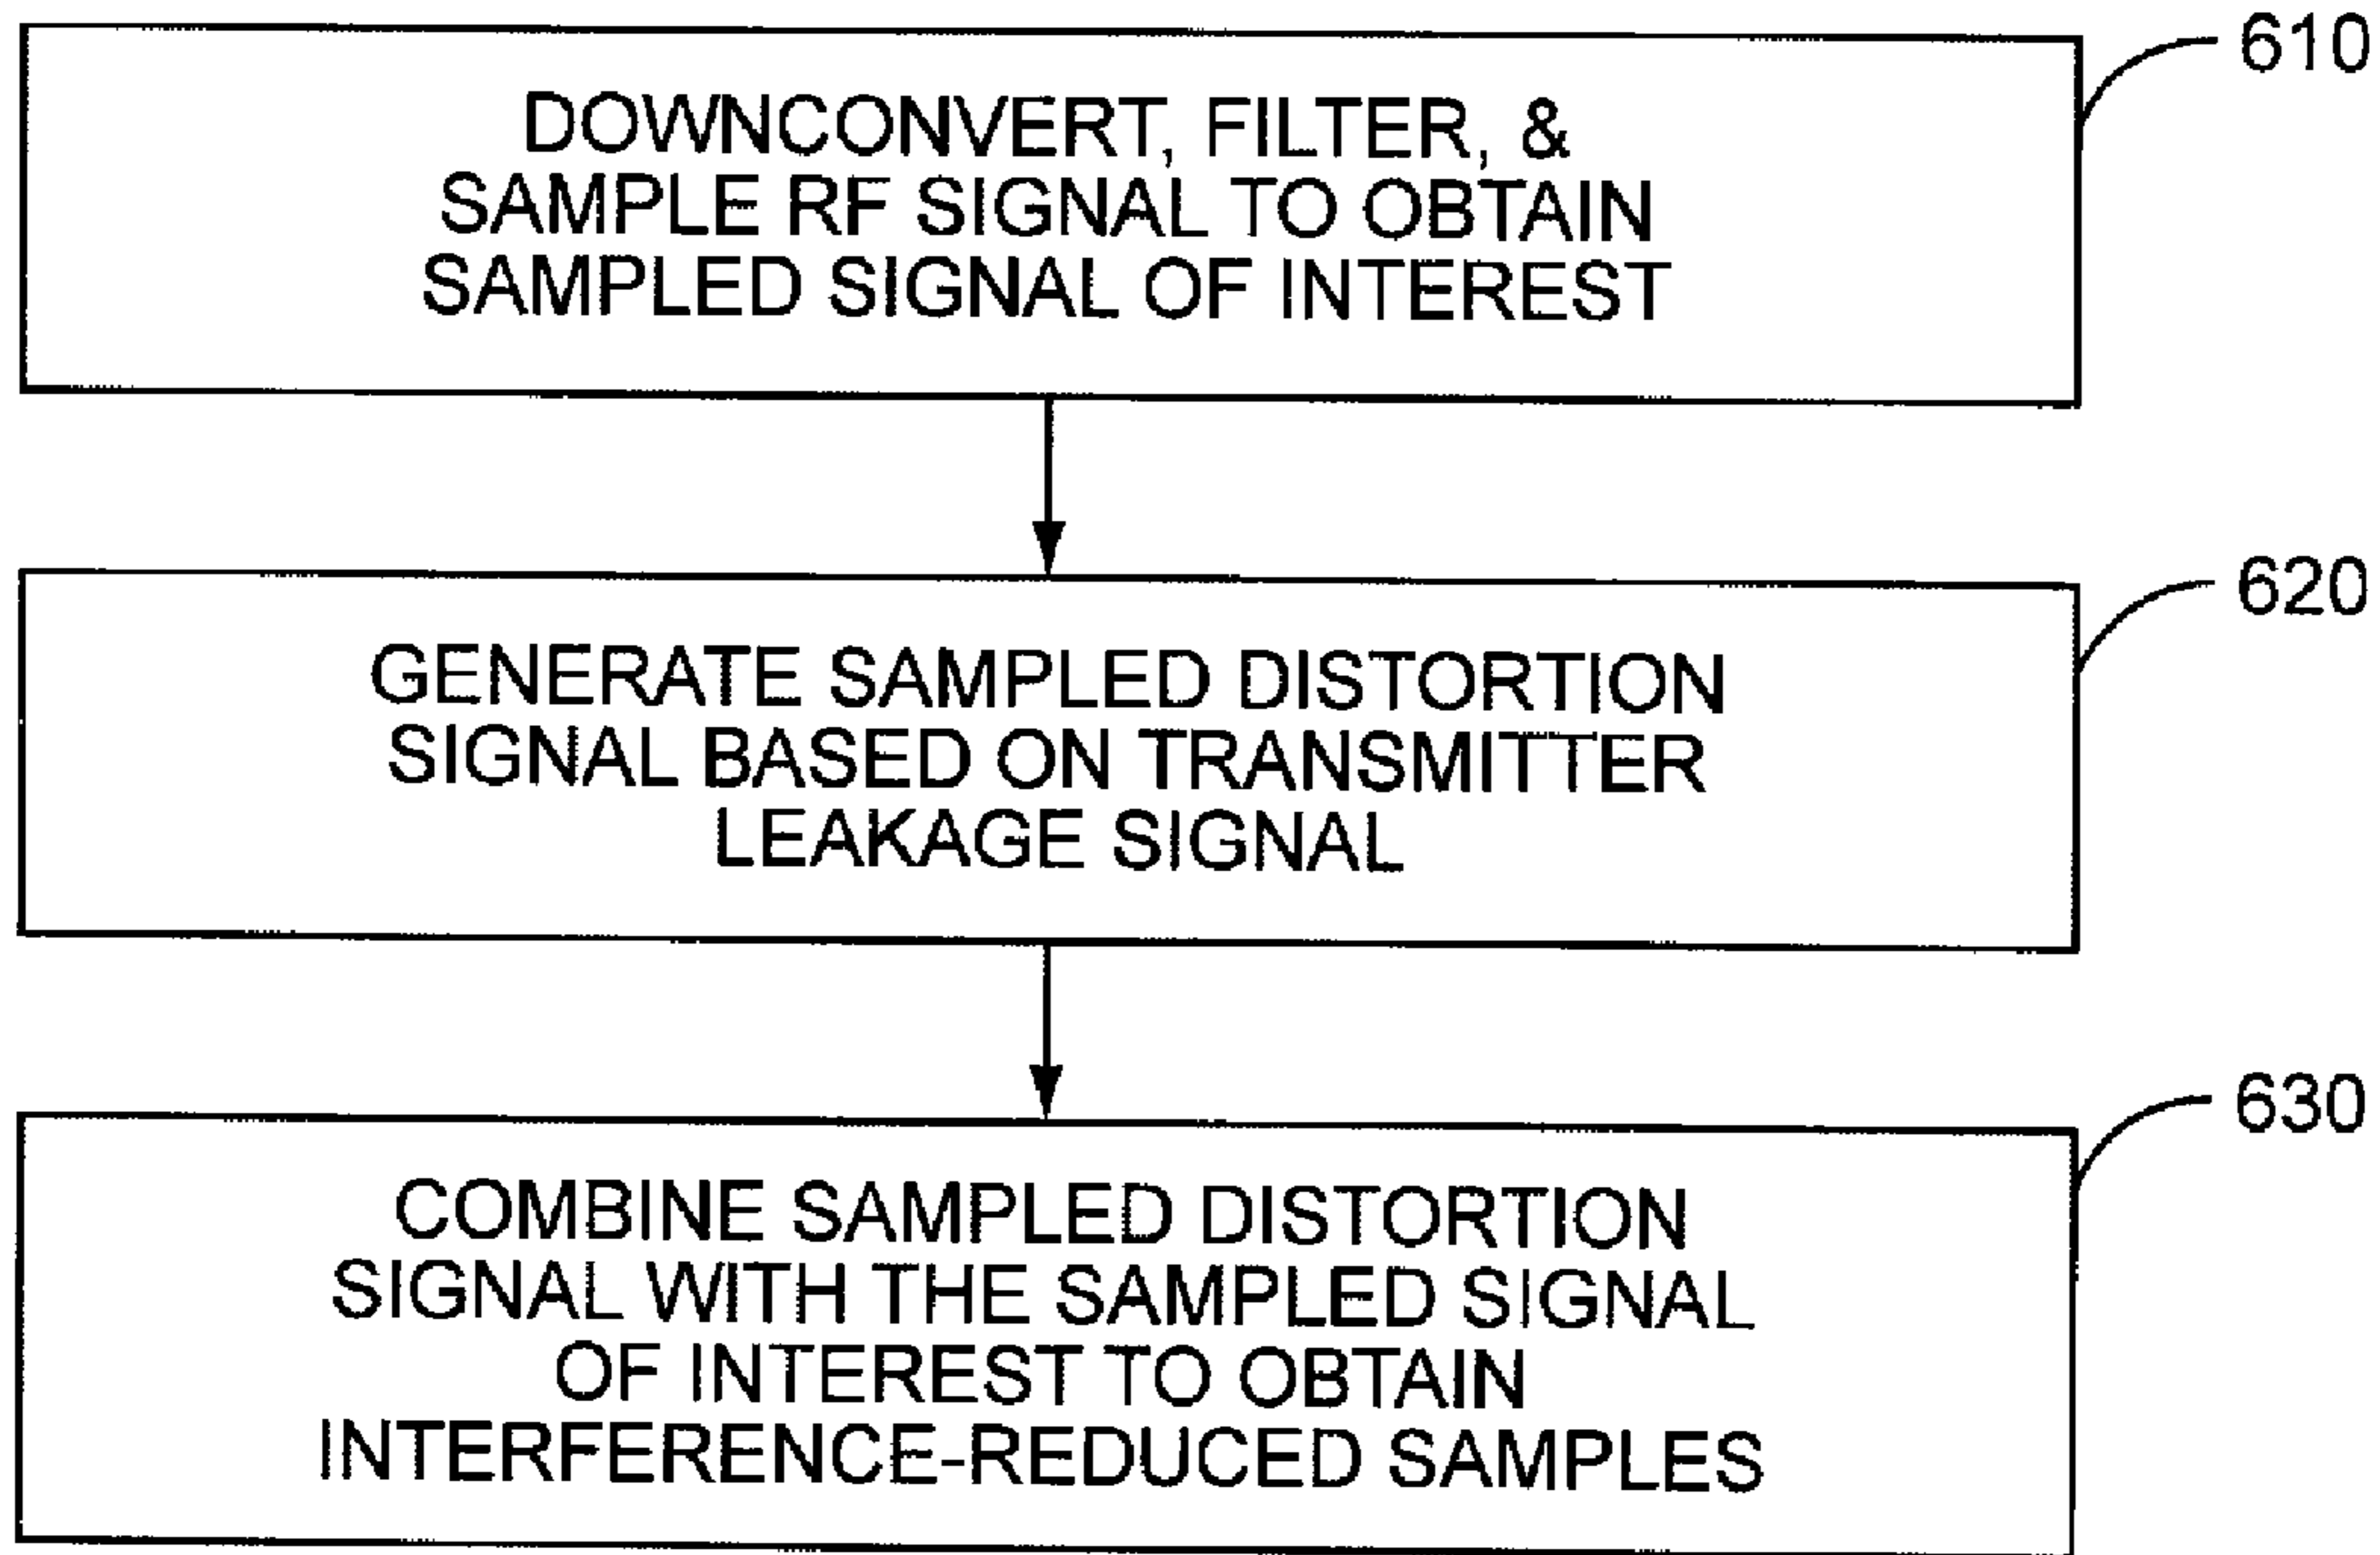 610
DOWNCONVERT, FILTER, &
SAMPLE RF SIGNAL TO OBTAIN
SAMPLED SIGNAL OF INTEREST
620
GENERATE SAMPLED DISTORTION
SIGNAL BASED ON TRANSMITTER
LEAKAGE SIGNAL
630
COMBINE SAMPLED DISTORTION
SIGNAL WITH THE SAMPLED SIGNAL
OF INTEREST TO OBTAIN
INTERFERENCE-REDUCED SAMPLES